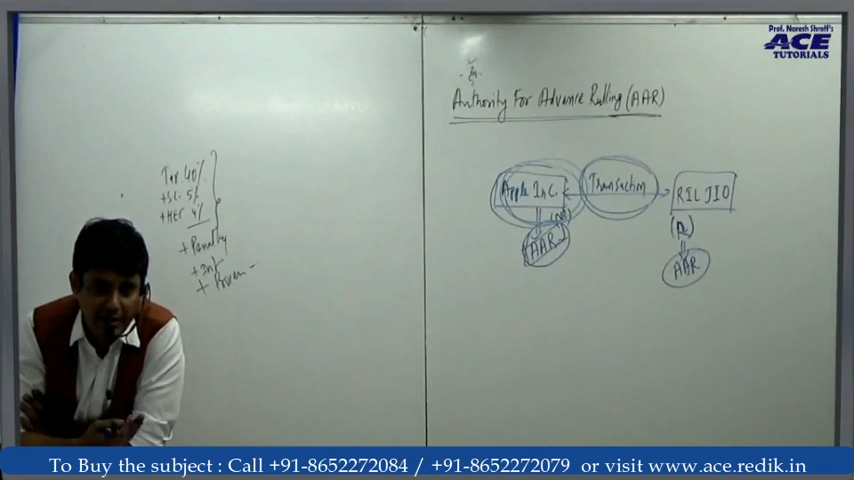 Prof. Naresh Shroff's
ACE
TUTORIALS
Authority For Advance Rulling (AAR)
Tax 40%
+SC. 5%
+HEC 4%
+ Penalty
+ Int
+
Apple Inc.
Transaction
RIL JIO
(NR)
(R)
AAR
AAR
To Buy the subject : Call +91-8652272084 / +91-8652272079 or visit www.ace.redik.in